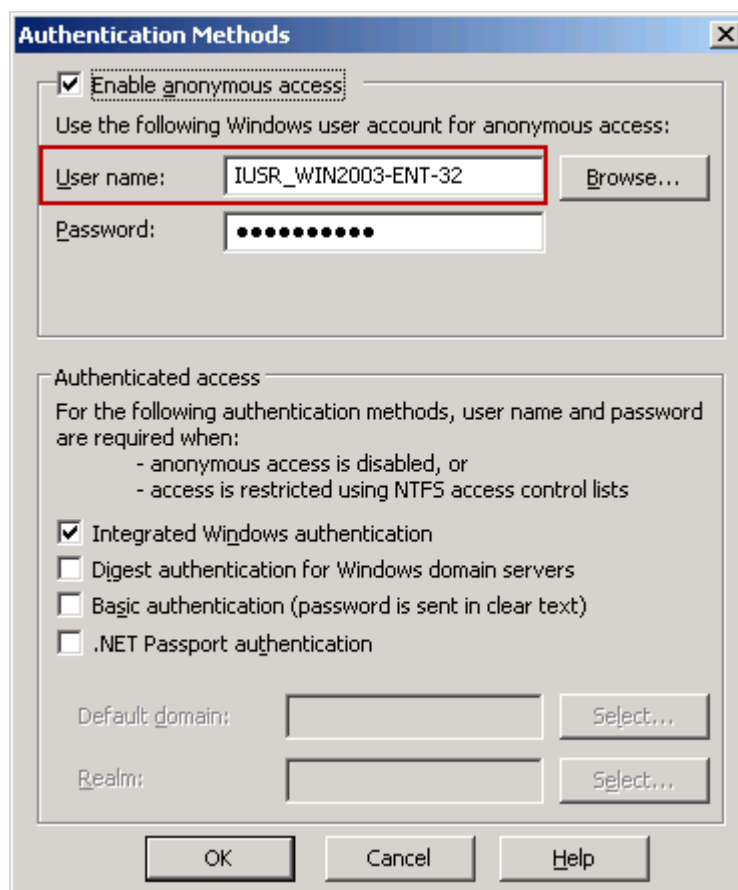 Authentication Methods
Enable anonymous access
Use the following Windows user account for anonymous access:
User name: IUSR_WIN2003-ENT-32 Browse...
Password: ●●●●●●●●●●
Authenticated access
For the following authentication methods, user name and password
are required when:
- anonymous access is disabled, or
- access is restricted using NTFS access control lists
Integrated Windows authentication
Digest authentication for Windows domain servers
Basic authentication (password is sent in clear text)
.NET Passport authentication
Default domain: Select...
Realm: Select...
OK Cancel Help